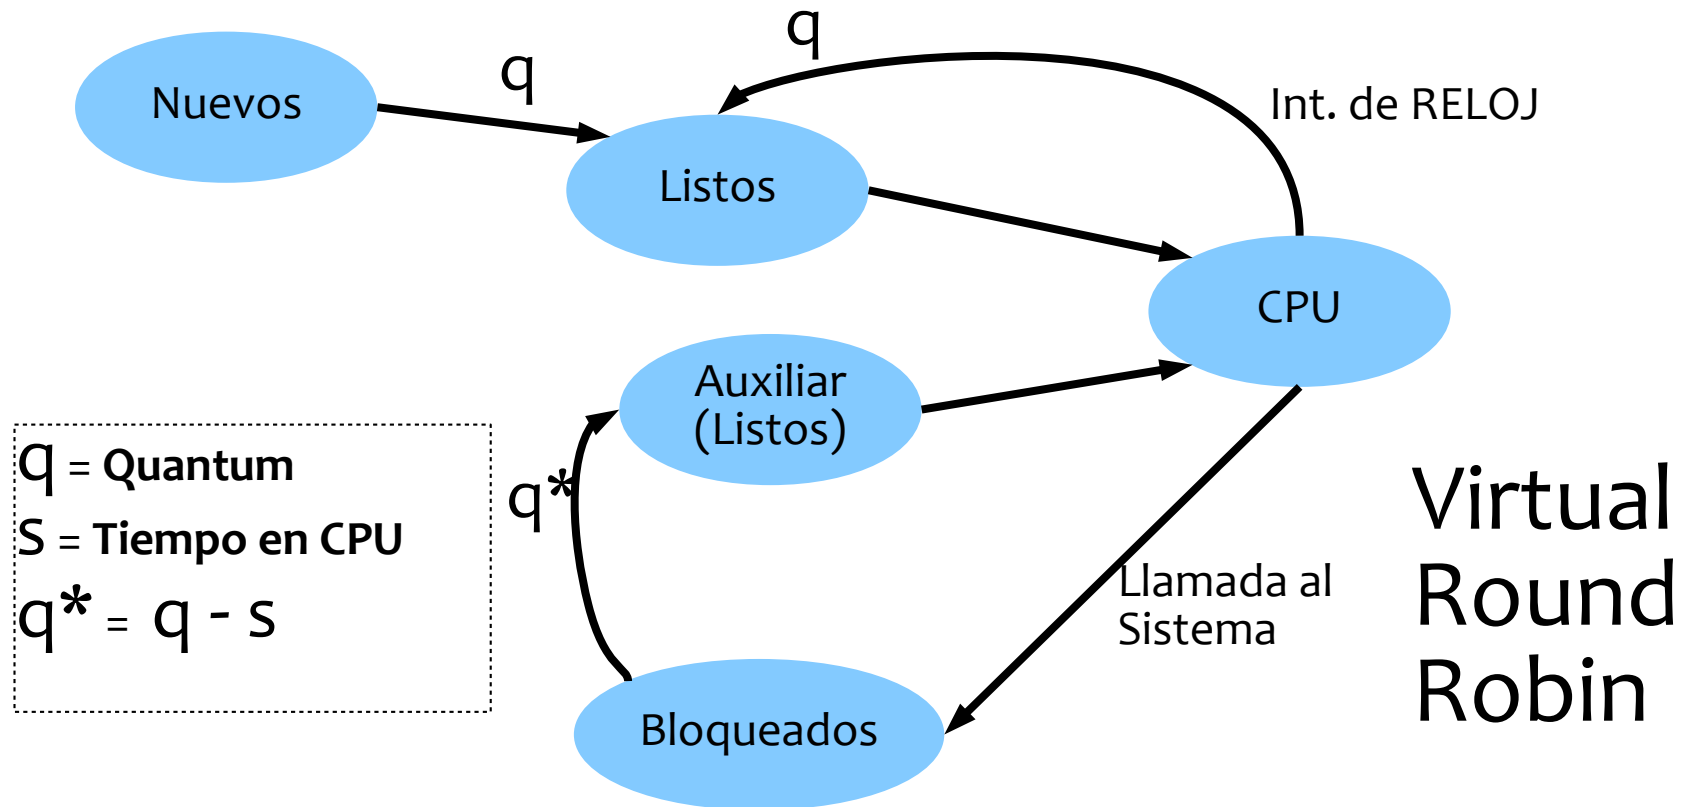 q
Nuevos
q
Int. de RELOJ
Listos
CPU
Auxiliar
(Listos)
q*
q = Quantum
s = Tiempo en CPU
q* = q - s
Llamada al
Sistema
Bloqueados
Virtual
Round
Robin